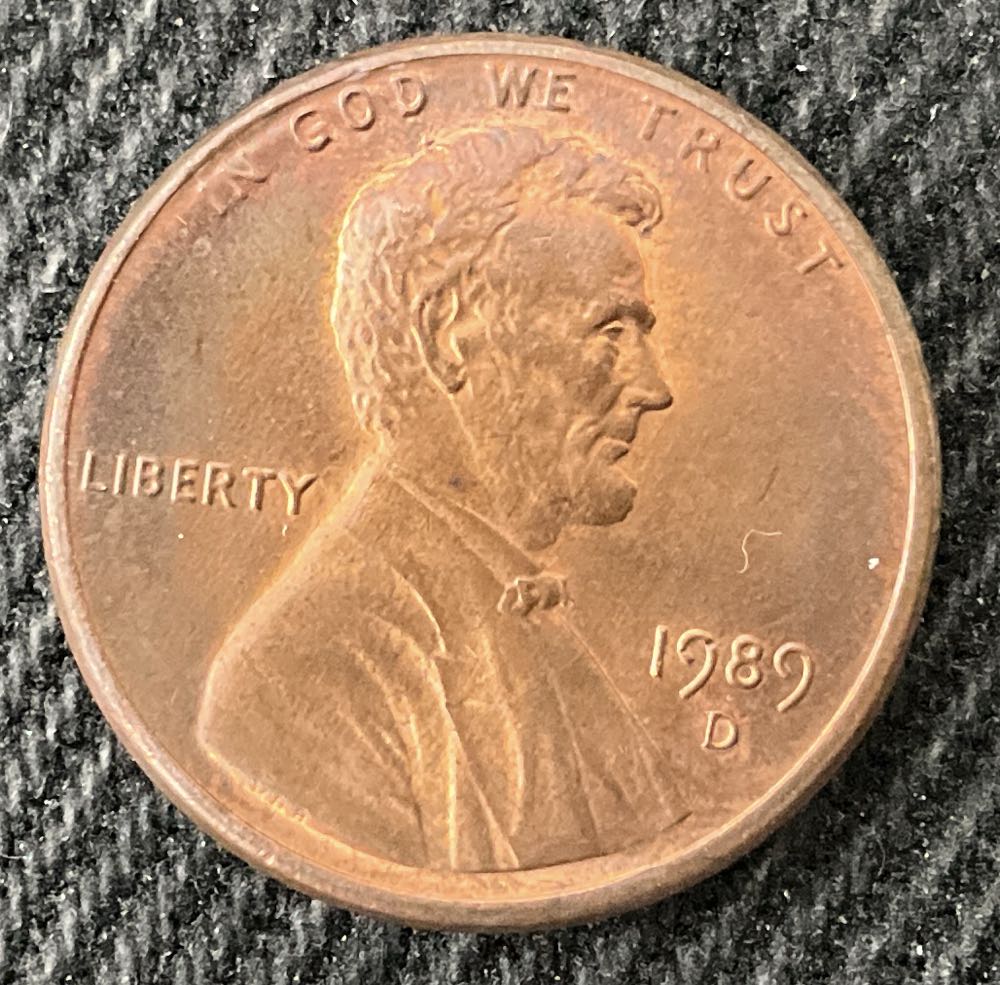 IN GOD WE TRUST
LIBERTY
1989
D